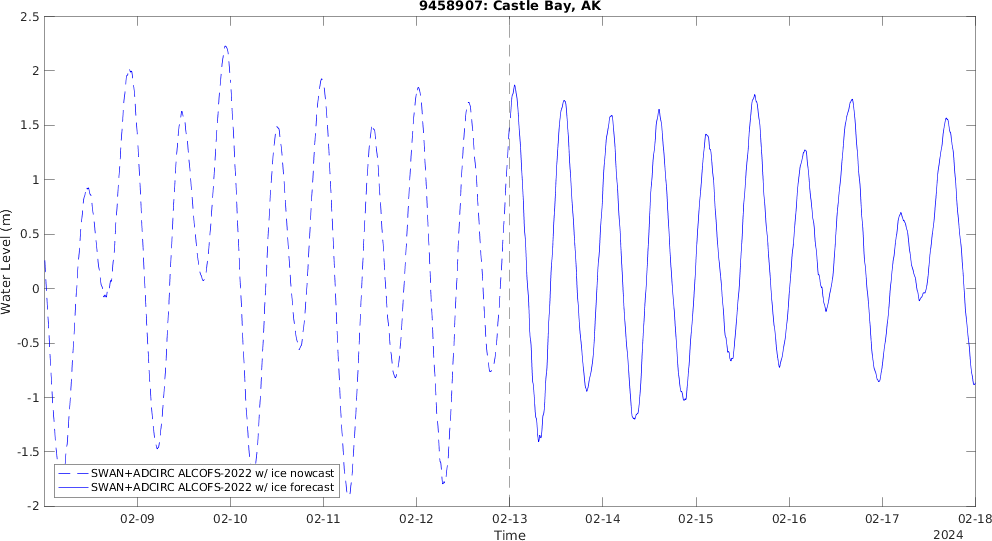 9458907: Castle Bay, AK
2.5
2
1.5
1
0.5
0
-0.5
-1
-1.5
-2
Water Level (m)
SWAN+ADCIRC ALCOFS-2022 w/ ice nowcast
SWAN+ADCIRC ALCOFS-2022 w/ ice forecast
02-09 02-10 02-11 02-12 02-13 02-14 02-15 02-16 02-17 02-18
Time
2024